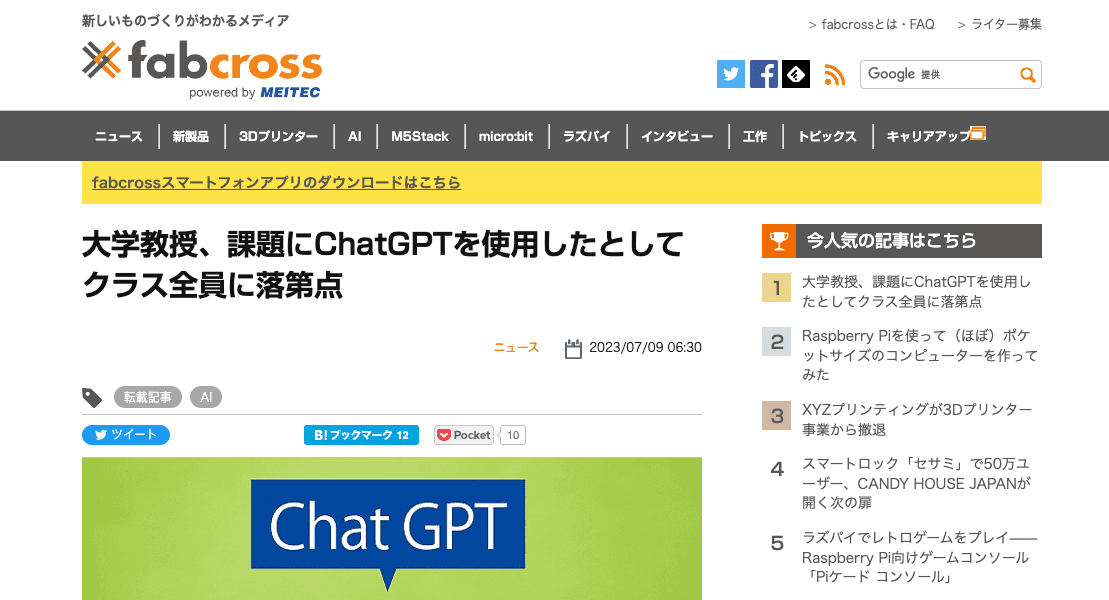 新しいものづくりがわかるメディア
> fabcrossとは・FAQ > ライター募集
fabcross
powered by MEITEC
Google 提供
ニュース 新製品 3Dプリンター AI M5Stack micro:bit ラズパイ インタビュー 工作 トピックス キャリアアップ
fabcrossスマートフォンアプリのダウンロードはこちら
大学教授、課題にChatGPTを使用したとして
クラス全員に落第点
ニュース 2023/07/09 06:30
転載記事 AI
ツイート B!ブックマーク 12 Pocket 10
Chat GPT
今人気の記事はこちら
1 大学教授、課題にChatGPTを使用し
たとしてクラス全員に落第点
2 Raspberry Piを使って（ほぼ）ポケ
ットサイズのコンピューターを作って
みた
3 XYZプリンティングが3Dプリンター
事業から撤退
4 スマートロック「セサミ」で50万ユ
ーザー、CANDY HOUSE JAPANが
開く次の扉
5 ラズパイでレトロゲームをプレイ——
Raspberry Pi向けゲームコンソール
「Piケード コンソール」